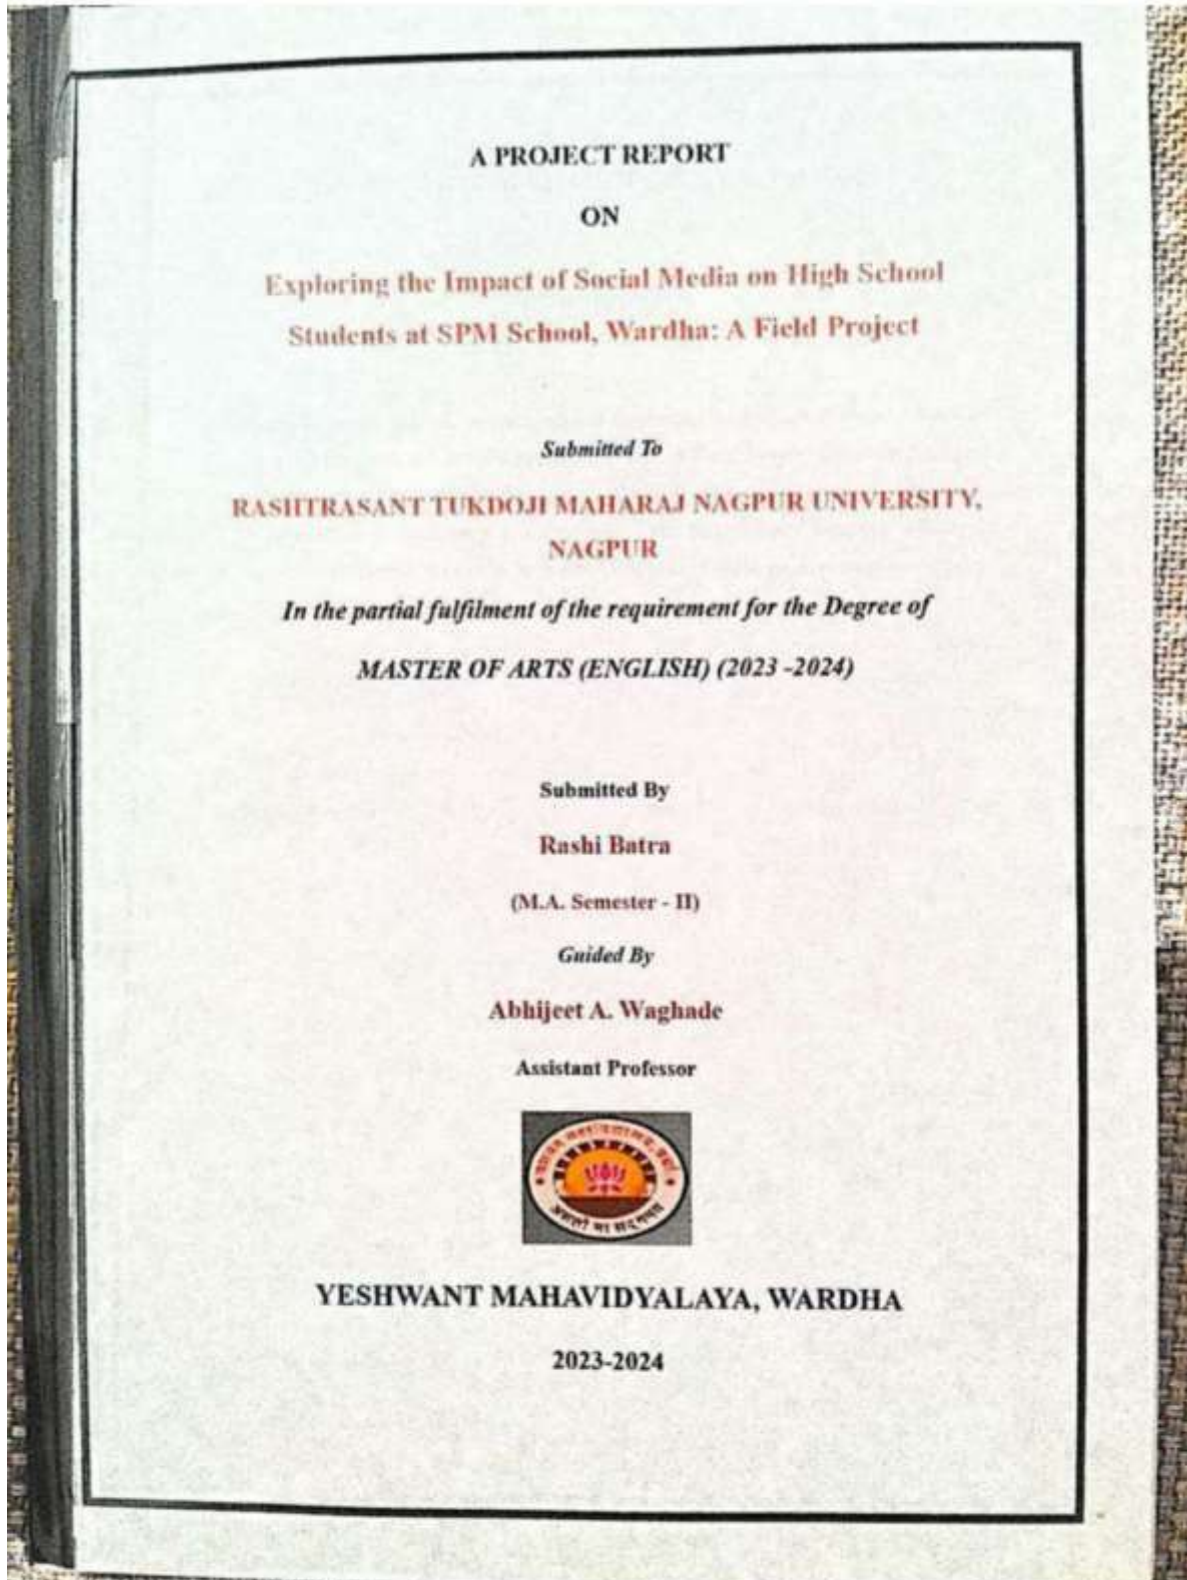 A PROJECT REPORT
ON
Exploring the Impact of Social Media on High School
Students at SPM School, Wardha: A Field Project
Submitted To
RASHTRASANT TUKDOJI MAHARAJ NAGPUR UNIVERSITY,
NAGPUR
In the partial fulfilment of the requirement for the Degree of
MASTER OF ARTS (ENGLISH) (2023 -2024)
Submitted By
Rashi Batra
(M.A. Semester - II)
Guided By
Abhijeet A. Waghade
Assistant Professor
YESHWANT MAHAVIDYALAYA, WARDHA
2023-2024